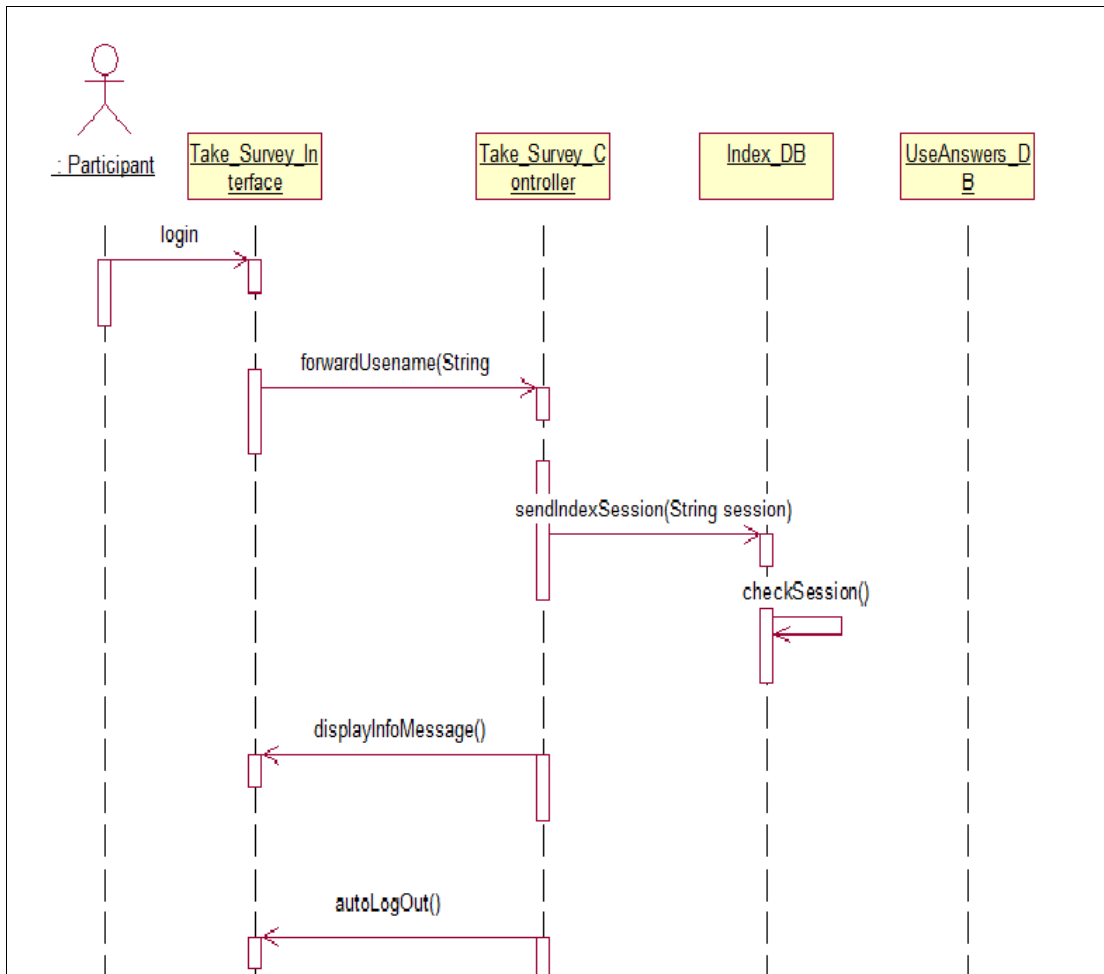 : Participant
Take_Survey_In
terface
Take_Survey_C
ontroller
Index_DB
UseAnswers_D
B
login
forwardUsename(String
sendIndexSession(String session)
checkSession()
displayInfoMessage()
autoLogOut()